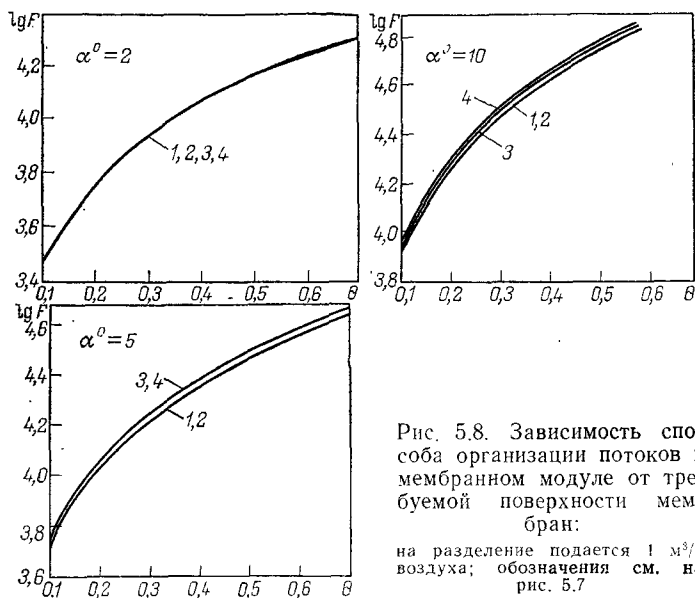 lgF
α⁰=2
4,2
4,0
3,8
3,6
3,4
1,2,3,4
0,1 0,2 0,3 0,4 0,5 0,6 θ
lgF
α⁰=10
4,8
4,6
4,4
4,2
4,0
3,8
4
1,2
3
0,1 0,2 0,3 0,4 0,5 0,6 θ
lgF
α⁰=5
4,6
4,4
4,2
4,0
3,8
3,6
3,4
1,2
0,1 0,2 0,3 0,4 0,5 0,6 θ
Рис. 5.8. Зависимость спо-
соба организации потоков
мембранном модуле от тре-
буемой поверхности мем-
бран:
на разделение подается 1 м³/
воздуха; обозначения см. на
рис. 5.7